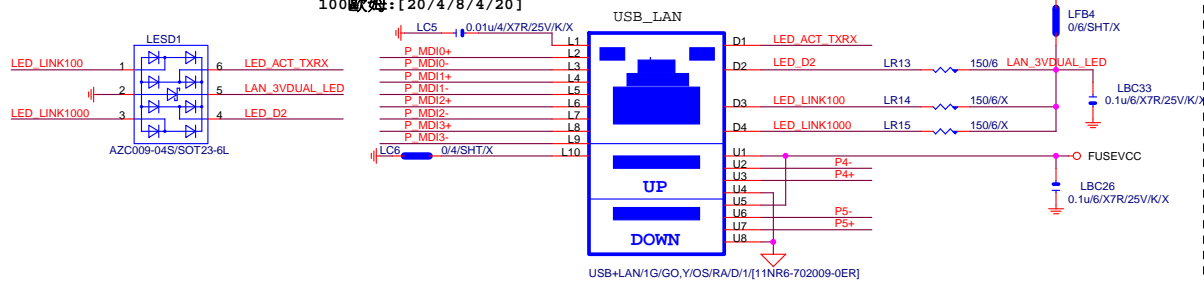 100歐姆:[20/4/8/4/20]
USB_LAN
LFB4
0/6/SHT/X
LC5
0.01u/4/X7R/25V/K/X
LESD1
LED_LINK100
1
6
LED_ACT_TXRX
2
5
LAN_3VDUAL_LED
LED_LINK1000
3
4
LED_D2
AZC009-04S/SOT23-6L
P_MDI0+
P_MDI0-
P_MDI1+
P_MDI1-
P_MDI2+
P_MDI2-
P_MDI3+
P_MDI3-
LC6
0/4/SHT/X
L1
L2
L3
L4
L5
L6
L7
L8
L9
L10
UP
DOWN
D1
LED_ACT_TXRX
D2
LED_D2
LR13
150/6
LAN_3VDUAL_LED
D3
LED_LINK100
LR14
150/6/X
D4
LED_LINK1000
LR15
150/6/X
LBC33
0.1u/6/X7R/25V/K/X
U1
FUSEVCC
U2
P4-
U3
P4+
U4
U5
U6
P5-
U7
P5+
U8
LBC26
0.1u/6/X7R/25V/K/X
USB+LAN/1G/GO,Y/OS/RA/D/1/[11NR6-702009-0ER]